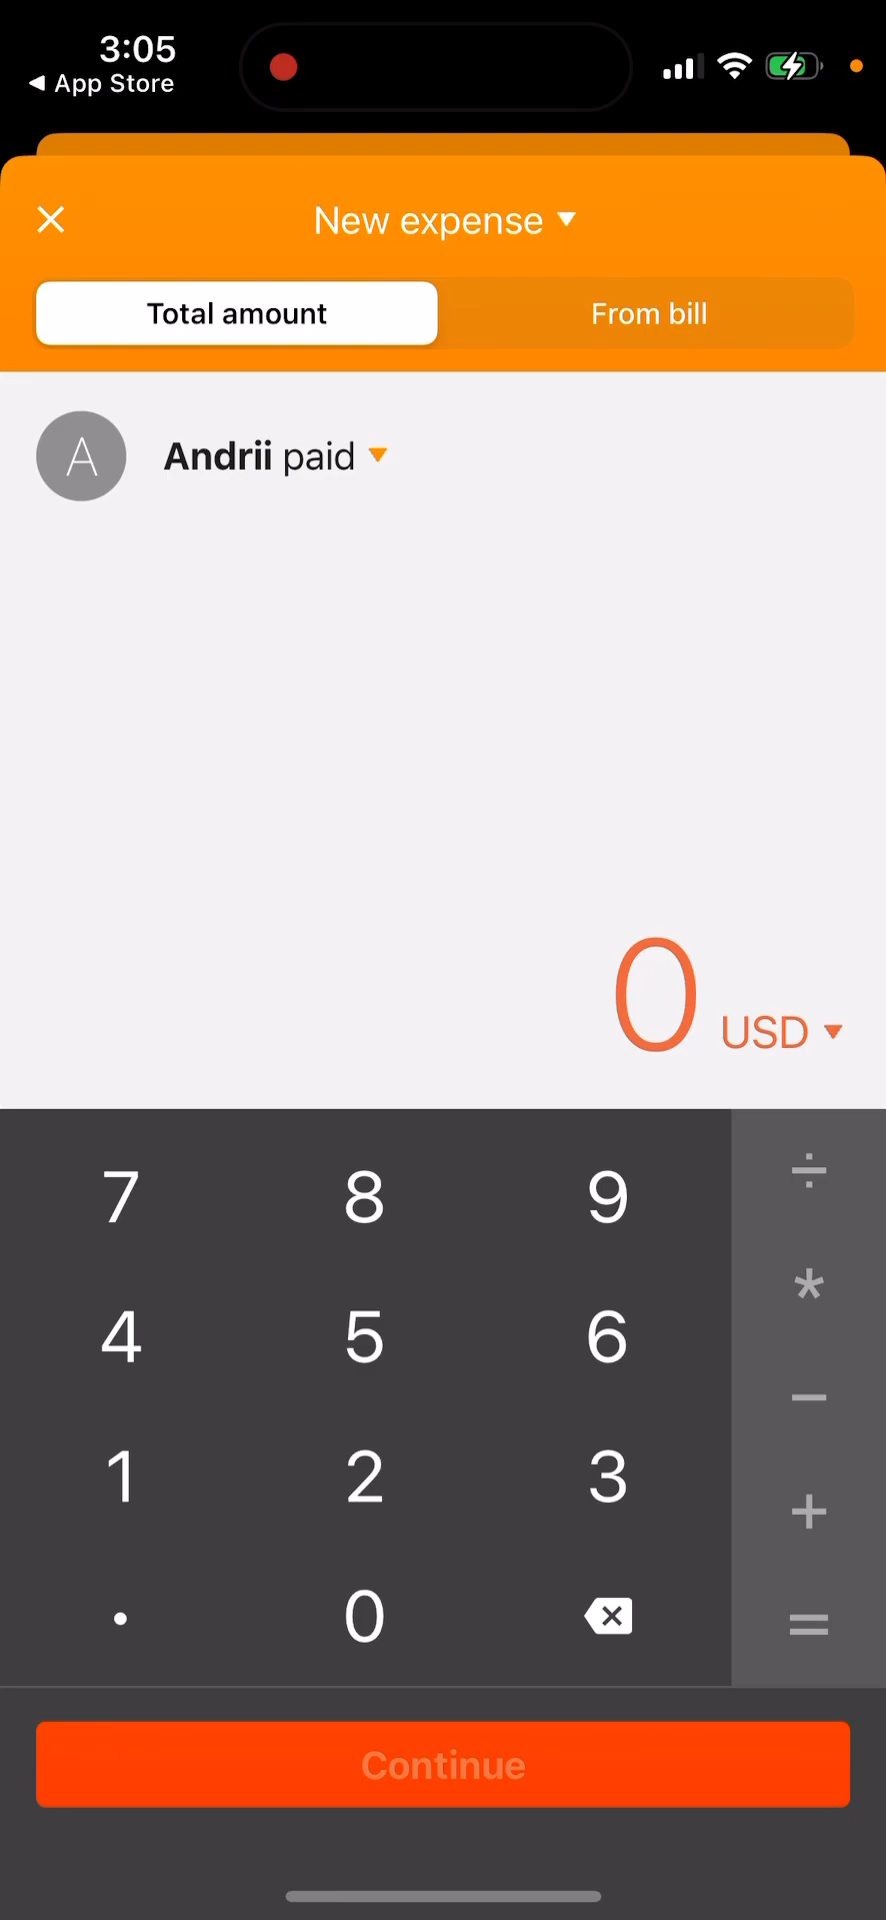 3:05
◀ App Store
New expense ▼
Total amount
From bill
A
Andrii paid ▼
0 USD ▼
7 8 9 ÷
4 5 6 *
1 2 3 −
. 0 +
=
Continue